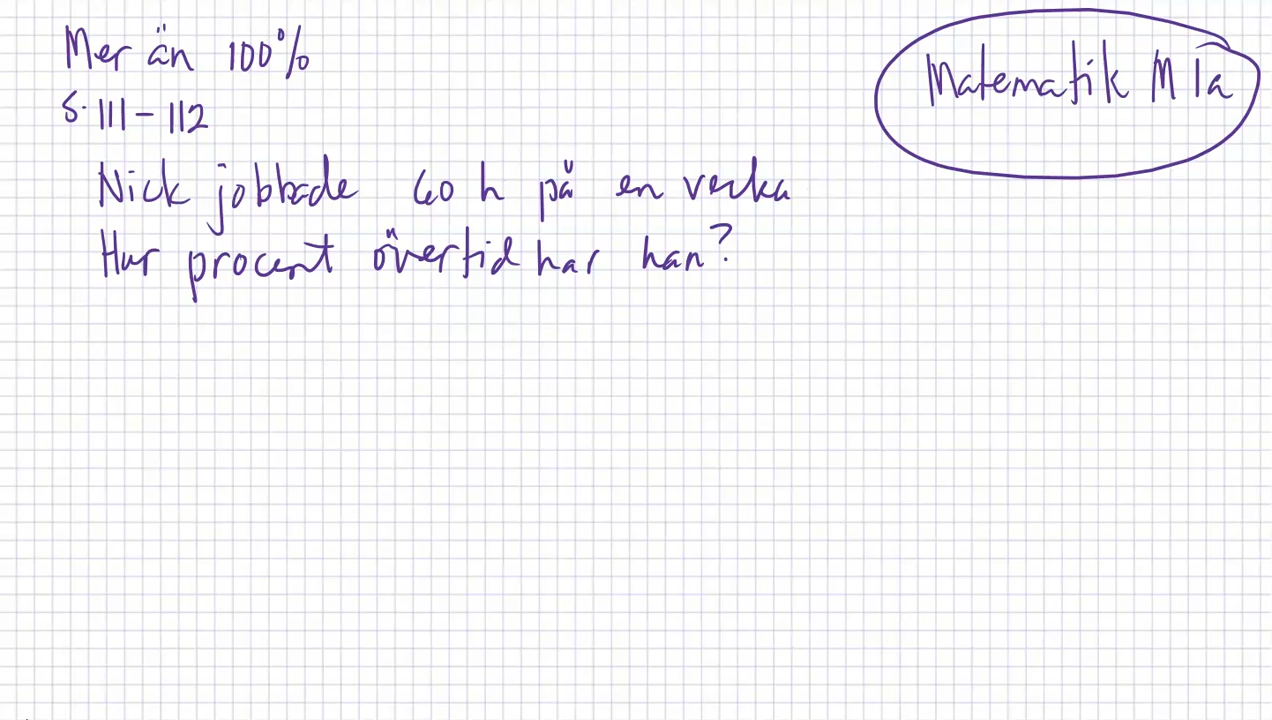 Mer än 100%
s. 111-112
Matematik M1a
Nick jobbade 60 h på en vecka
Hur procent övertid har han?